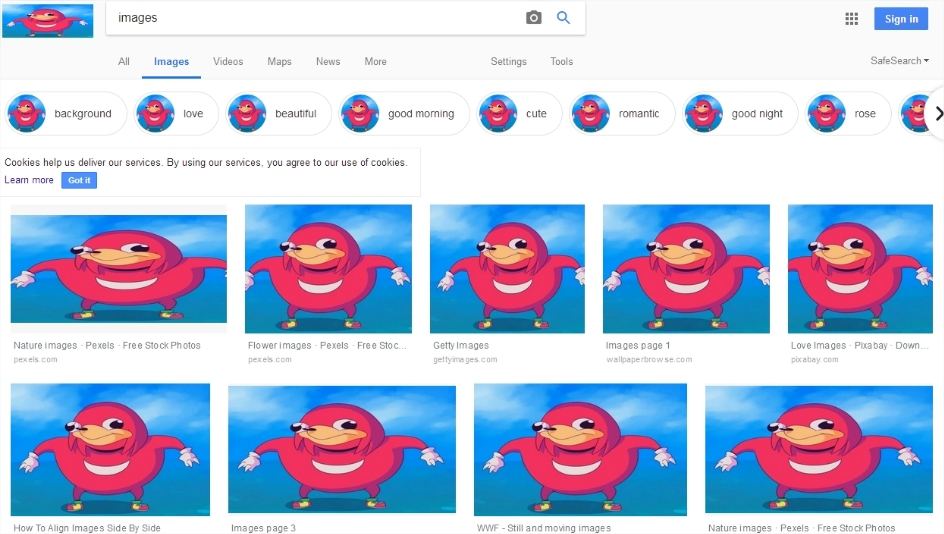 images
Sign in
All Images Videos Maps News More Settings Tools SafeSearch
background love beautiful good morning cute romantic good night rose
Cookies help us deliver our services. By using our services, you agree to our use of cookies.
Learn more Got it
Nature images · Pexels · Free Stock Photos
pexels.com
Flower images · Pexels · Free Stoc...
pexels.com
Getty Images
gettyimages.com
Images page 1
wallpaperbrowse.com
Love Images · Pixabay · Down...
pixabay.com
How To Align Images Side By Side
Images page 3
WWF - Still and moving images
Nature images · Pexels · Free Stock Photos